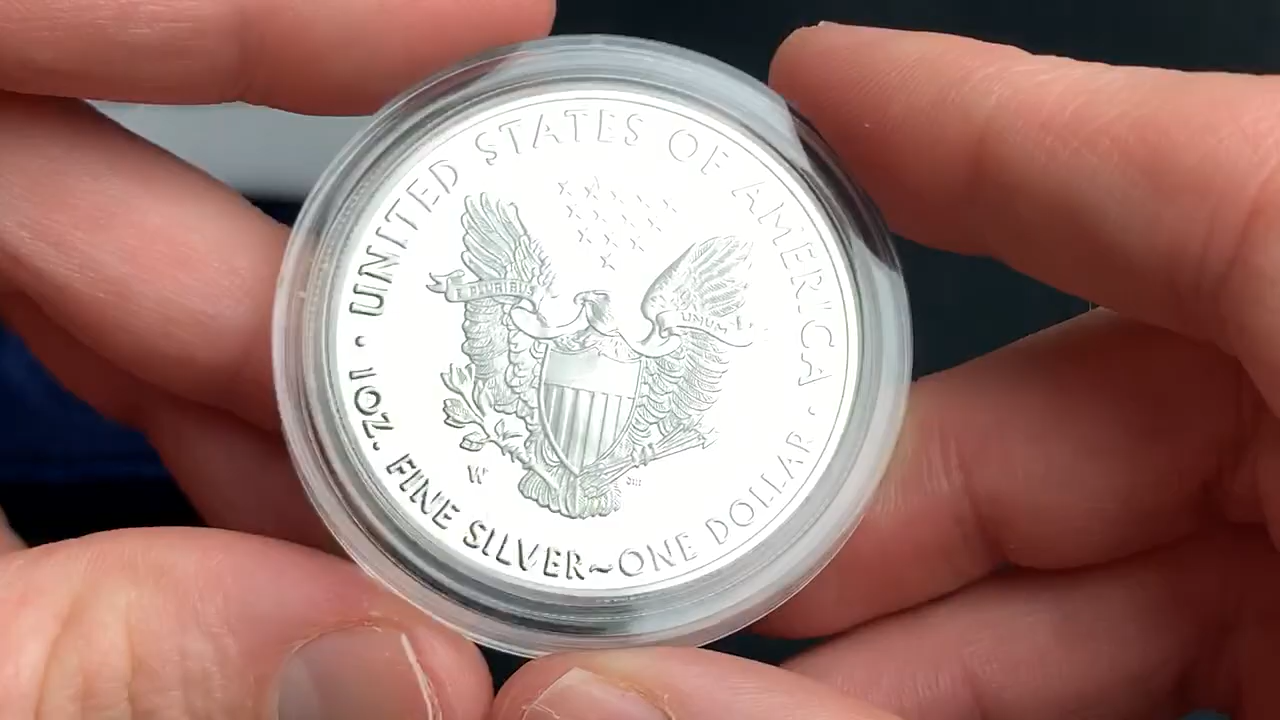 UNITED STATES OF AMERICA
E PLURIBUS
UNUM
W
1 OZ. FINE SILVER~ONE DOLLAR